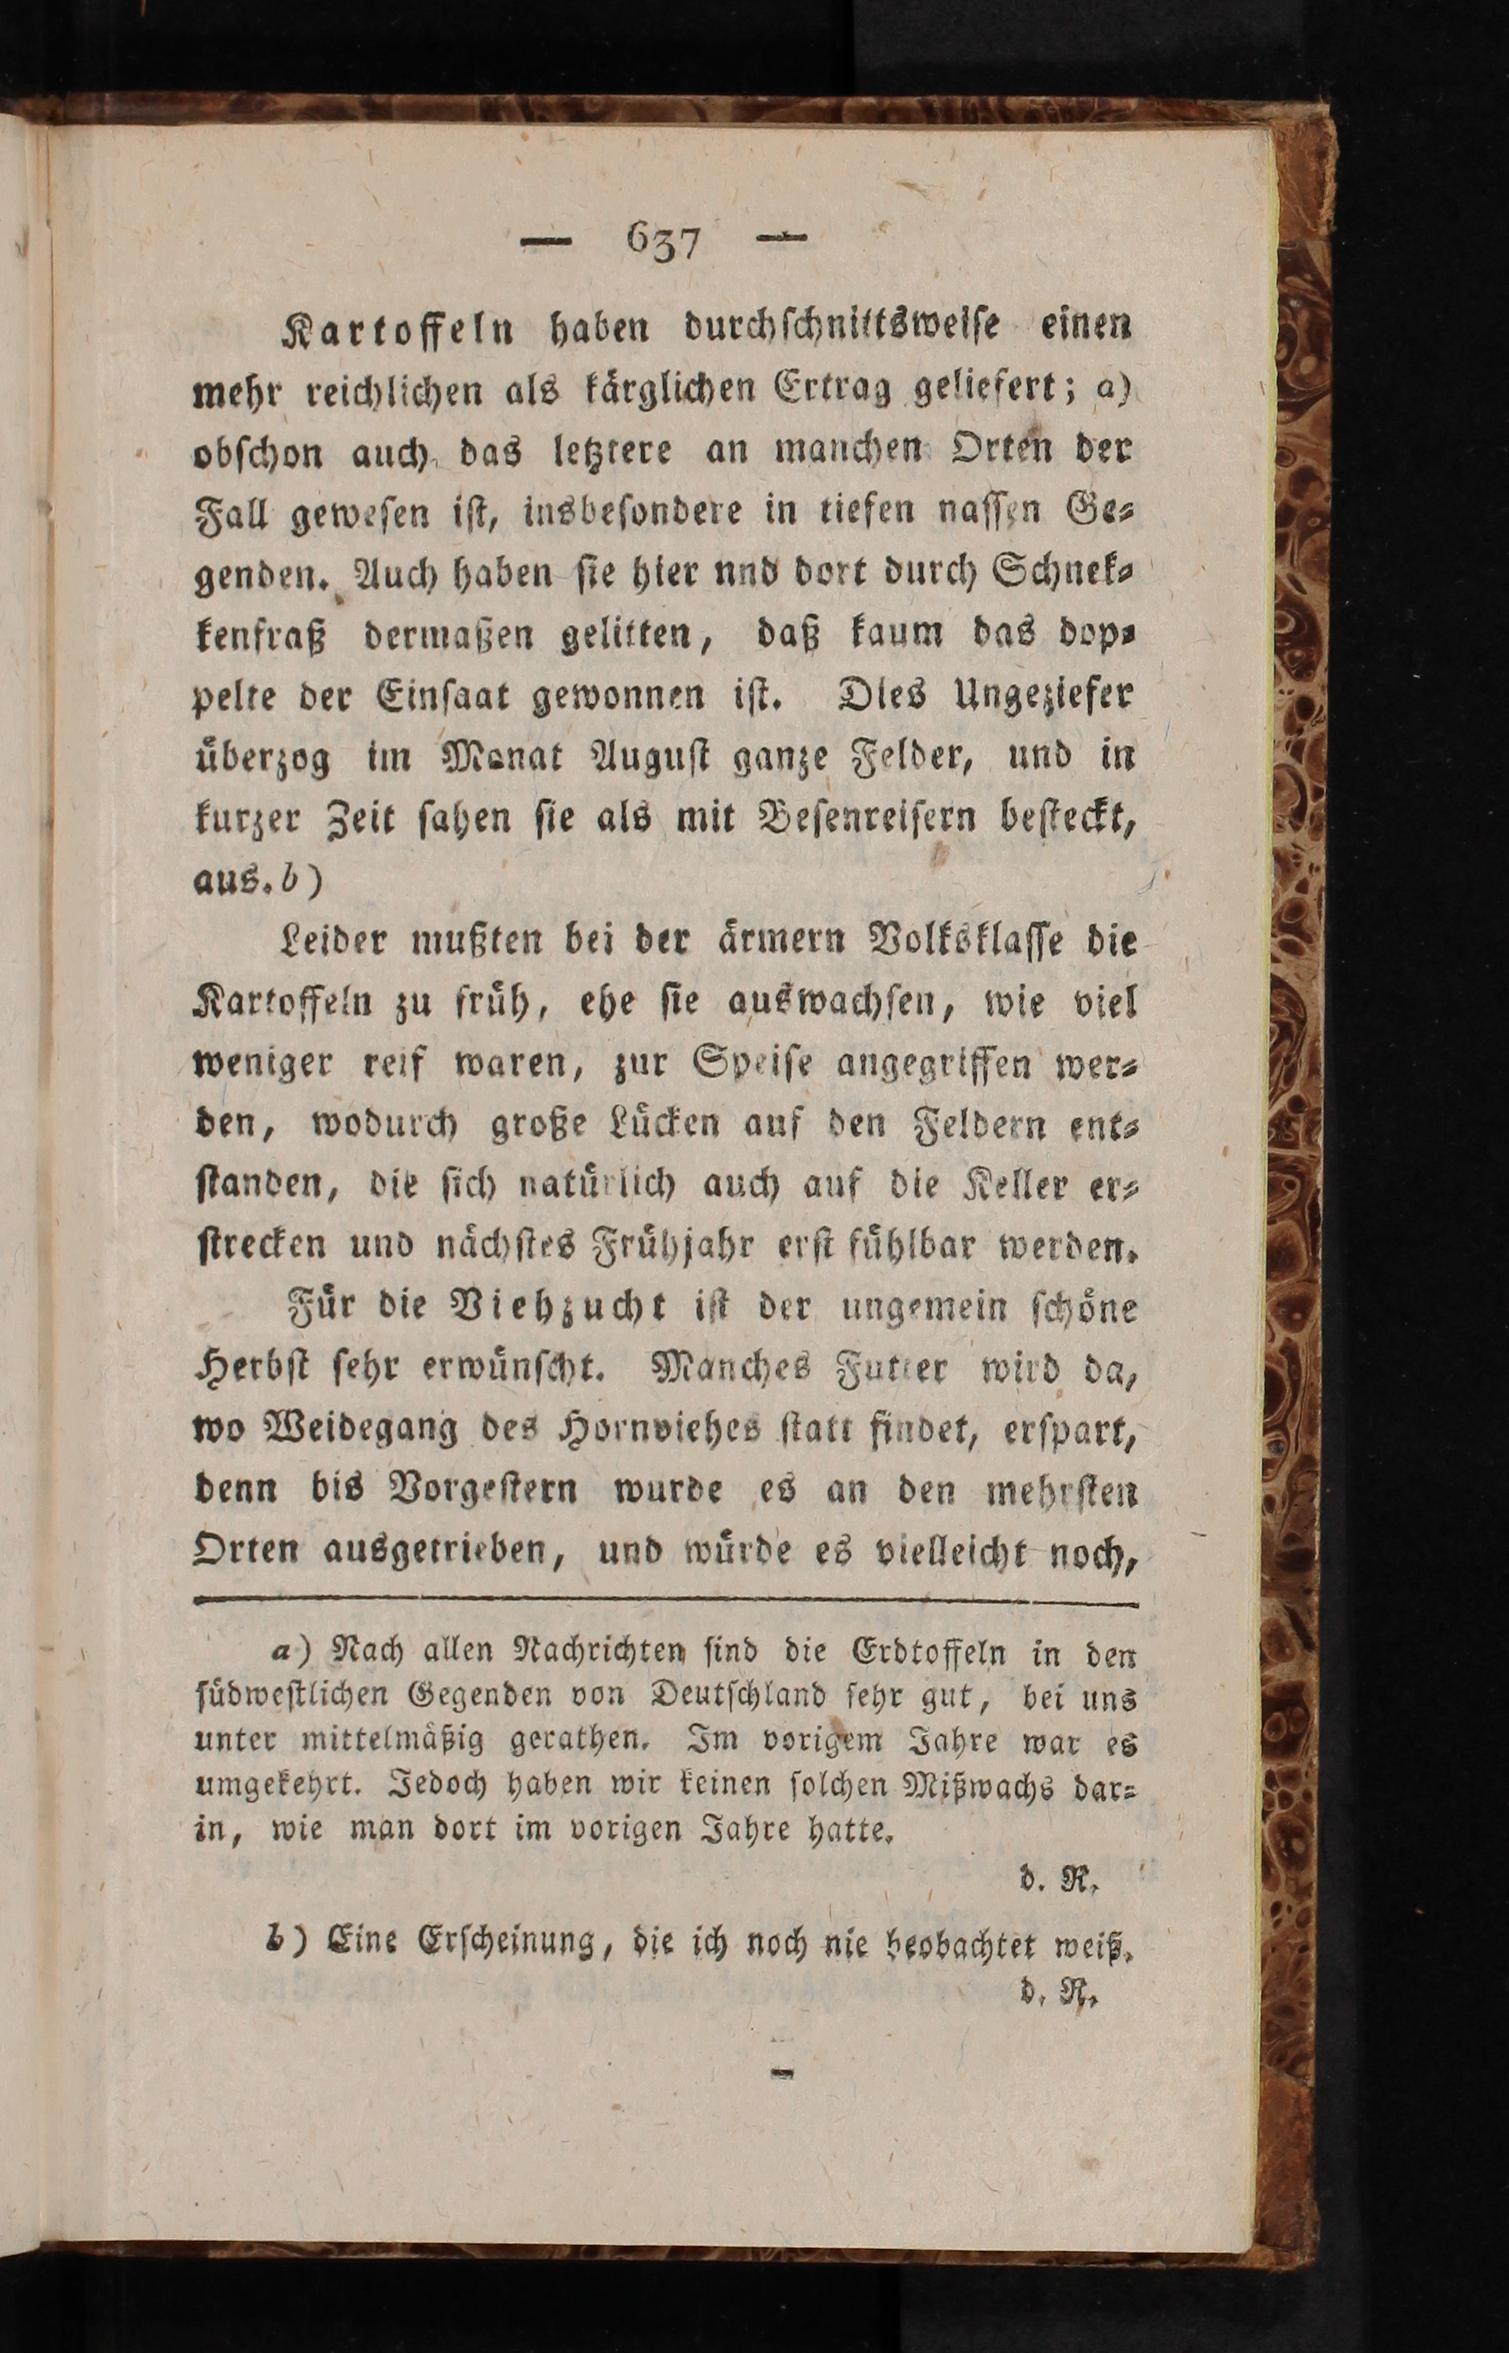 — 637 —
Kartoffeln haben durchſchnittsweiſe einen
mehr reichlichen als kärglichen Ertrag geliefert; a)
obſchon auch das letztere an manchen Orten der
Fall geweſen iſt, insbeſondere in tiefen naſſen Ge⸗
genden. Auch haben ſie hier nnd dort durch Schnek⸗
kenfraß dermaßen gelitten, daß kaum das dop⸗
pelte der Einſaat gewonnen iſt. Dies Ungeziefer
überzog im Monat Auguſt ganze Felder, und in
kurzer Zeit ſahen ſie als mit Beſenreiſern beſteckt,
aus. b)
Leider mußten bei der ärmern Volksklaſſe die
Kartoffeln zu früh, ehe ſie auswachſen, wie viel
weniger reif waren, zur Speiſe angegriffen wer⸗
den, wodurch große Lücken auf den Feldern ent⸗
ſtanden, die ſich natürlich auch auf die Keller er⸗
ſtrecken und nächſtes Frühjahr erſt fühlbar werden.
Für die Viehzucht iſt der ungemein ſchöne
Herbſt ſehr erwünſcht. Manches Futter wird da,
wo Weidegang des Hornviehes ſtatt findet, erſpart,
denn bis Vorgeſtern wurde es an den mehrſten
Orten ausgetrieben, und würde es vielleicht noch,
a) Nach allen Nachrichten ſind die Erdtoffeln in den
ſüdweſtlichen Gegenden von Deutſchland ſehr gut, bei uns
unter mittelmäßig gerathen. Im vorigem Jahre war es
umgekehrt. Jedoch haben wir keinen ſolchen Mißwachs dar⸗
in, wie man dort im vorigen Jahre hatte.
d. R.
b) Eine Erſcheinung, die ich noch nie beobachtet weiß.
d. R.